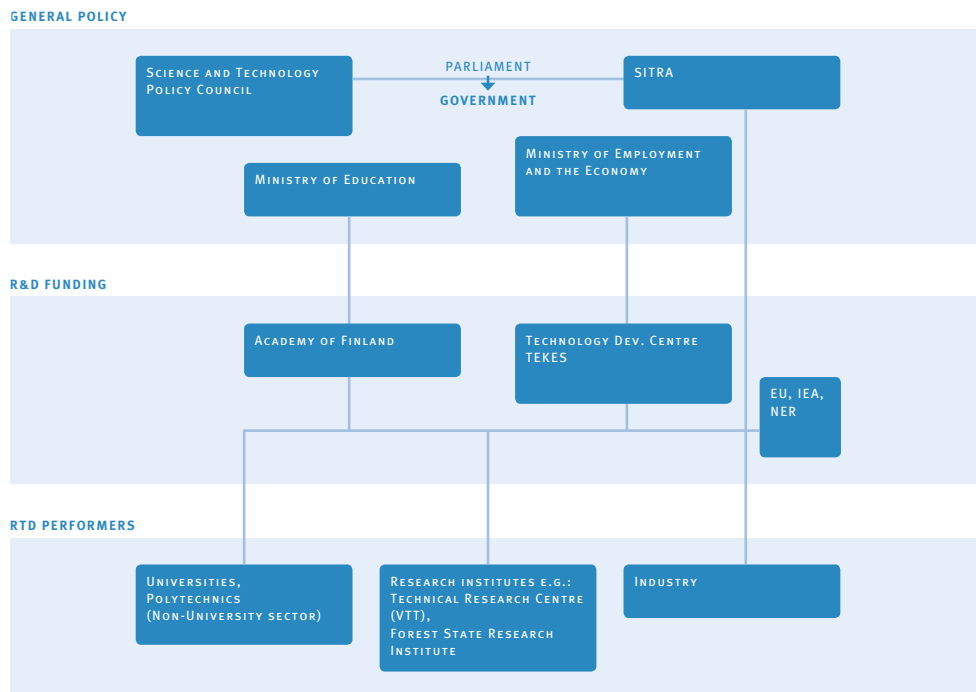 GENERAL POLICY
SCIENCE AND TECHNOLOGY
POLICY COUNCIL
PARLIAMENT
GOVERNMENT
SITRA
MINISTRY OF EDUCATION
MINISTRY OF EMPLOYMENT
AND THE ECONOMY
R&D FUNDING
ACADEMY OF FINLAND
TECHNOLOGY DEV. CENTRE
TEKES
EU, IEA,
NER
RTD PERFORMERS
UNIVERSITIES,
POLYTECHNICS
(NON-UNIVERSITY SECTOR)
RESEARCH INSTITUTES E.G.:
TECHNICAL RESEARCH CENTRE
(VTT),
FOREST STATE RESEARCH
INSTITUTE
INDUSTRY